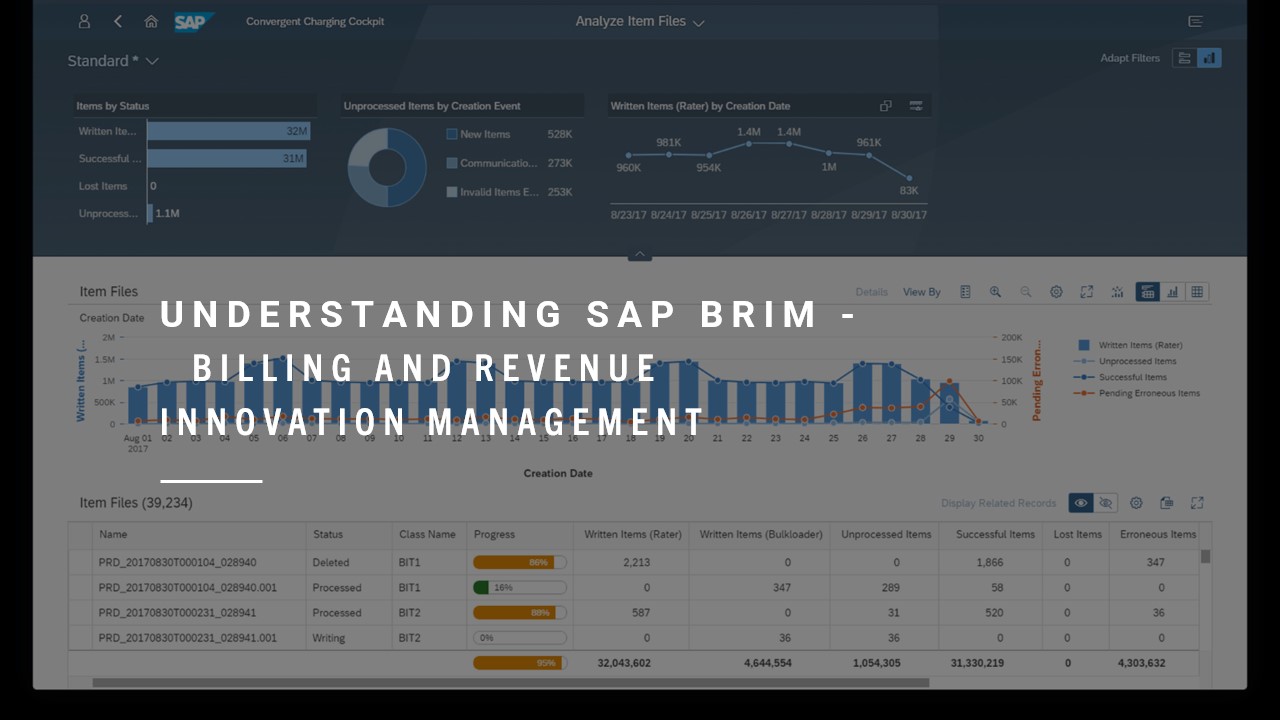 SAP
Convergent Charging Cockpit
Analyze Item Files
Standard *
Adapt Filters
Items by Status
Written Ite... 32M
Successful ... 31M
Lost Items 0
Unprocess... 1.1M
Unprocessed Items by Creation Event
New Items 528K
Communicatio... 273K
Invalid Items E... 253K
Written Items (Rater) by Creation Date
960K 981K 954K 1.4M 1.4M 1M 961K 83K
8/23/17 8/24/17 8/25/17 8/26/17 8/27/17 8/28/17 8/29/17 8/30/17
Item Files
Details View By
UNDERSTANDING SAP BRIM -
BILLING AND REVENUE
INNOVATION MANAGEMENT
Creation Date
Written Items (...
2M
1.5M
1M
500K
0
200K
150K
100K
50K
0
Pending Erron...
Written Items (Rater)
Unprocessed Items
Successful Items
Pending Erroneous Items
Aug 01 02 03 04 05 06 07 08 09 10 11 12 13 14 15 16 17 18 19 20 21 22 23 24 25 26 27 28 29 30
2017
Creation Date
Item Files (39,234)
Display Related Records
Name Status Class Name Progress Written Items (Rater) Written Items (Bulkloader) Unprocessed Items Successful Items Lost Items Erroneous Items
PRD_20170830T000104_028940 Deleted BIT1 86% 2,213 0 0 1,866 0 347
PRD_20170830T000104_028940.001 Processed BIT1 16% 0 347 289 58 0 0
PRD_20170830T000231_028941 Processed BIT2 88% 587 0 31 520 0 36
PRD_20170830T000231_028941.001 Writing BIT2 0% 0 36 36 0 0 0
95% 32,043,602 4,644,554 1,054,305 31,330,219 0 4,303,632